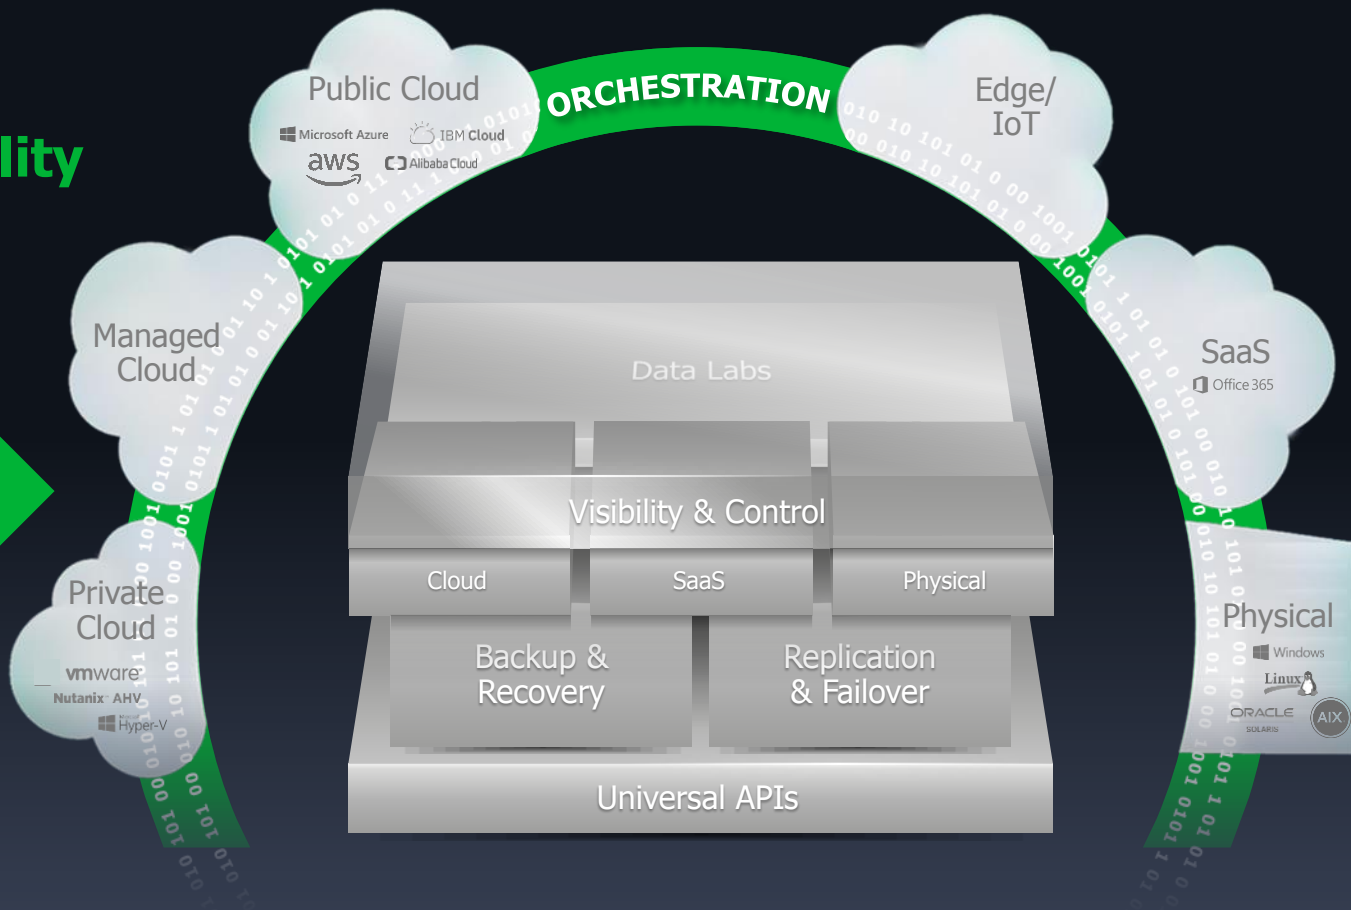 lity
ORCHESTRATION
Public Cloud
Microsoft Azure
IBM Cloud
aws
Alibaba Cloud
Edge/
IoT
Managed
Cloud
SaaS
Office 365
Private
Cloud
vmware
Nutanix AHV
Microsoft
Hyper-V
Physical
Windows
Linux
ORACLE
SOLARIS
AIX
Data Labs
Visibility & Control
Cloud
SaaS
Physical
Backup &
Recovery
Replication
& Failover
Universal APIs